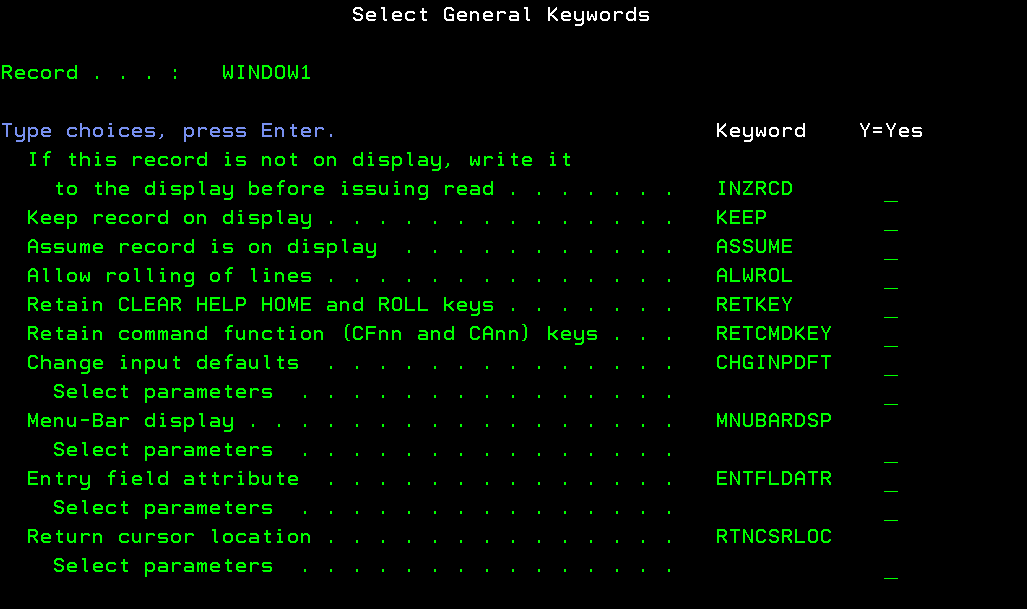 Select General Keywords
Record . . . :   WINDOW1
Type choices, press Enter.                             Keyword    Y=Yes
  If this record is not on display, write it
    to the display before issuing read . . . . . . .   INZRCD       _
  Keep record on display . . . . . . . . . . . . . .   KEEP         _
  Assume record is on display  . . . . . . . . . . .   ASSUME       _
  Allow rolling of lines . . . . . . . . . . . . . .   ALWROL       _
  Retain CLEAR HELP HOME and ROLL keys . . . . . . .   RETKEY       _
  Retain command function (CFnn and CAnn) keys . . .   RETCMDKEY    _
  Change input defaults  . . . . . . . . . . . . . .   CHGINPDFT    _
    Select parameters  . . . . . . . . . . . . . . .                _
  Menu-Bar display . . . . . . . . . . . . . . . . .   MNUBARDSP
    Select parameters  . . . . . . . . . . . . . . .                _
  Entry field attribute  . . . . . . . . . . . . . .   ENTFLDATR    _
    Select parameters  . . . . . . . . . . . . . . .                _
  Return cursor location . . . . . . . . . . . . . .   RTNCSRLOC
    Select parameters  . . . . . . . . . . . . . . .                _